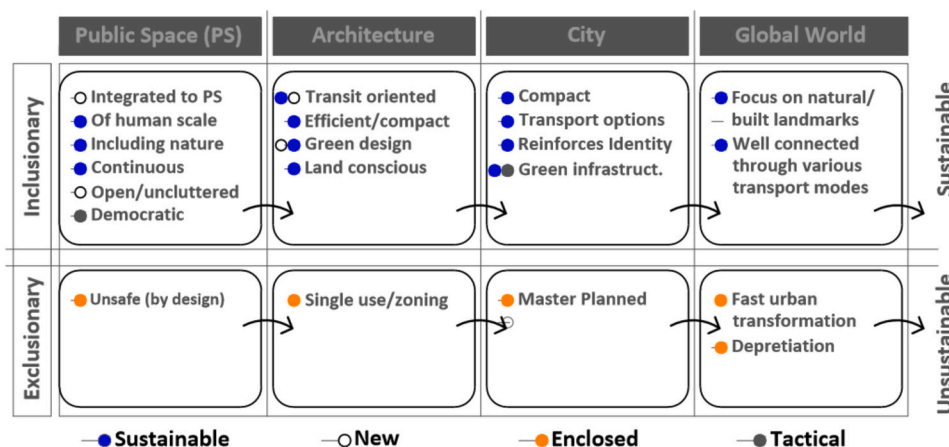 Public Space (PS)
Architecture
City
Global World
Inclusionary
Integrated to PS
Of human scale
Including nature
Continuous
Open/uncluttered
Democratic
Transit oriented
Efficient/compact
Green design
Land conscious
Compact
Transport options
Reinforces Identity
Green infrastruct.
Focus on natural/
built landmarks
Well connected
through various
transport modes
Sustainable
Exclusionary
Unsafe (by design)
Single use/zoning
Master Planned
Fast urban
transformation
Depretiation
Unsustainable
Sustainable
New
Enclosed
Tactical